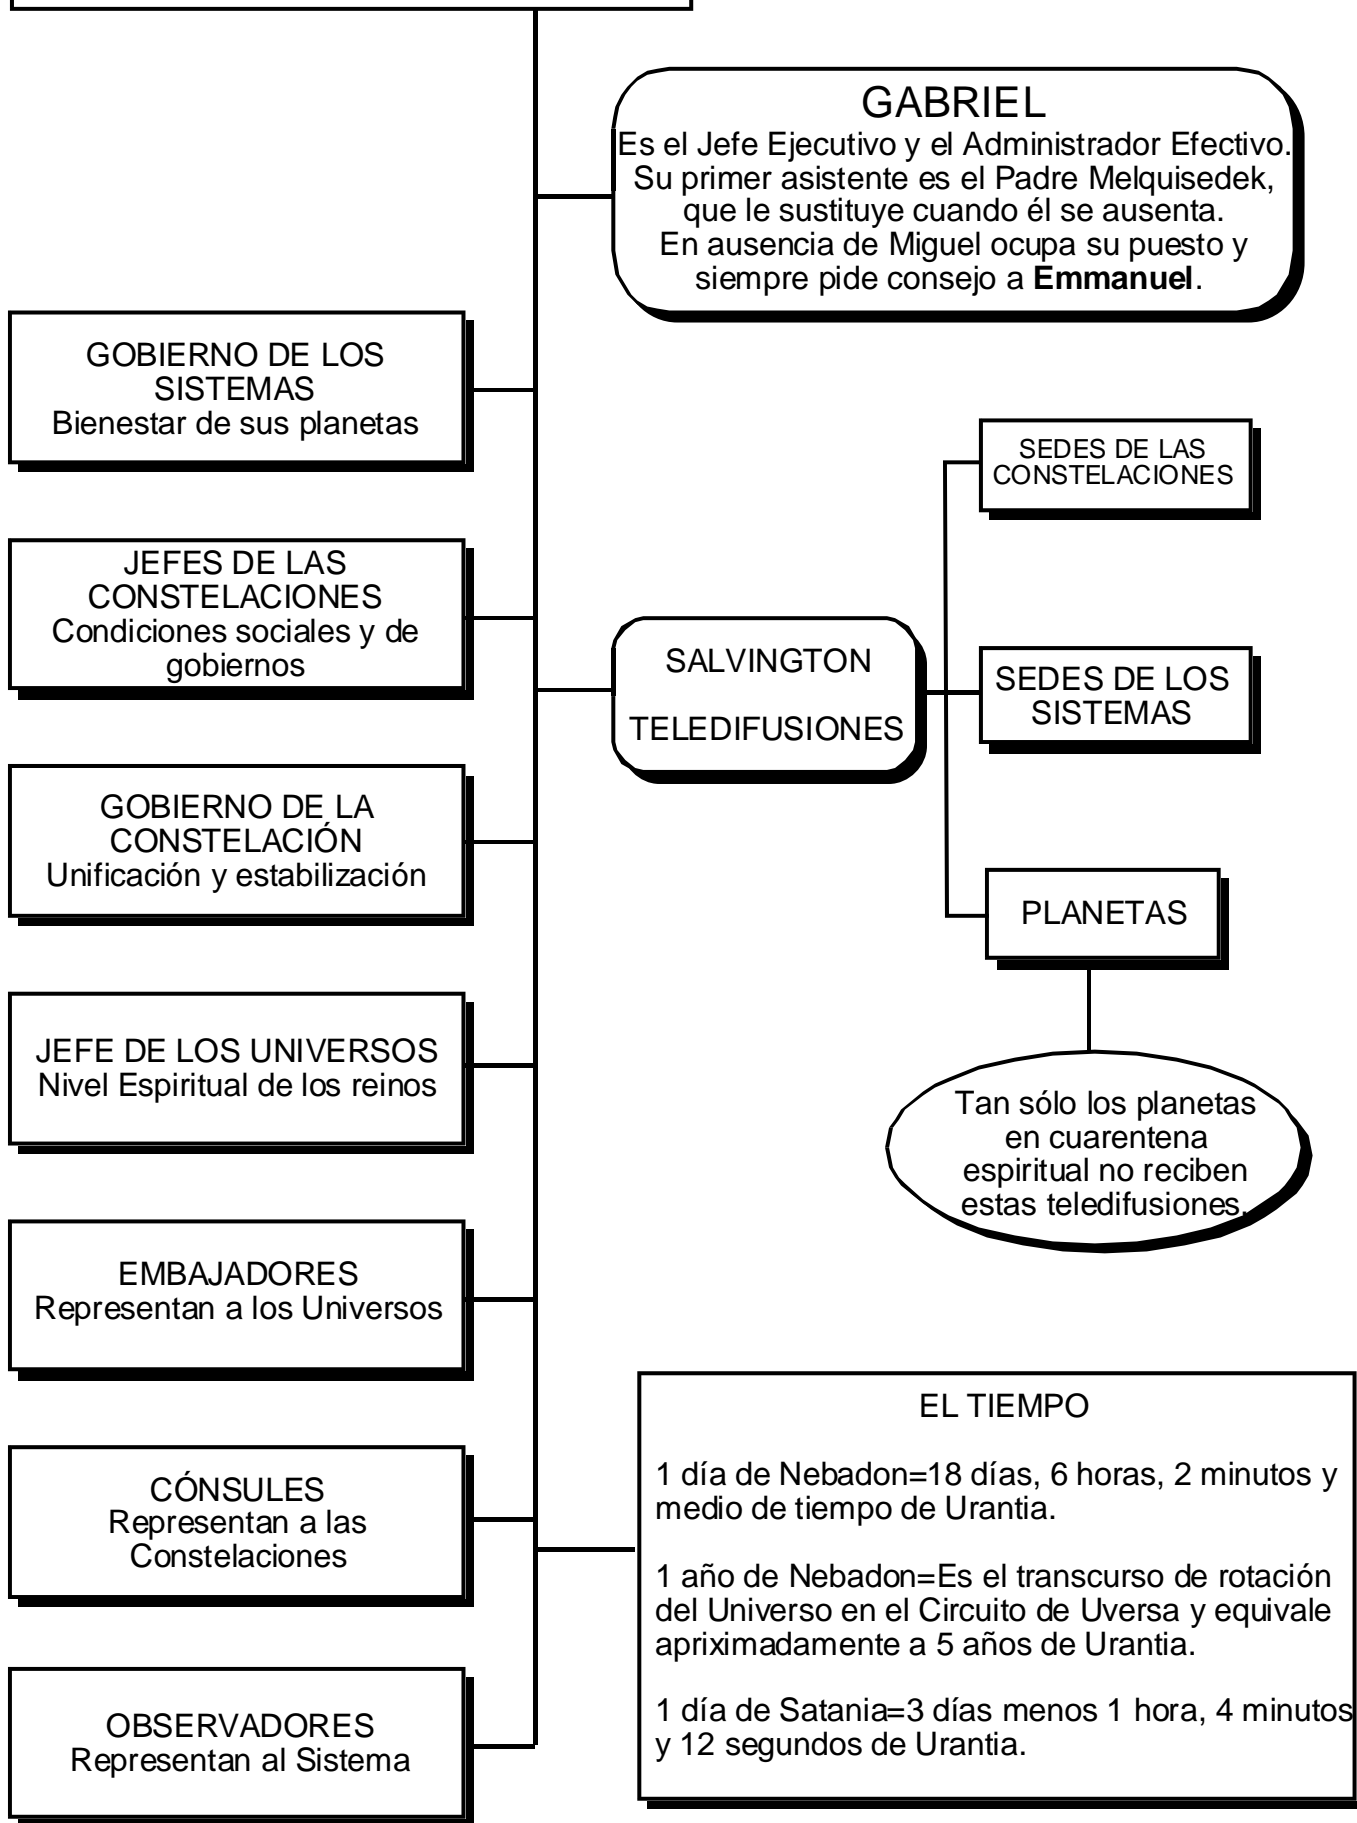 GABRIEL
Es el Jefe Ejecutivo y el Administrador Efectivo.
Su primer asistente es el Padre Melquisedek,
que le sustituye cuando él se ausenta.
En ausencia de Miguel ocupa su puesto y
siempre pide consejo a Emmanuel.
GOBIERNO DE LOS
SISTEMAS
Bienestar de sus planetas
JEFES DE LAS
CONSTELACIONES
Condiciones sociales y de
gobiernos
GOBIERNO DE LA
CONSTELACIÓN
Unificación y estabilización
JEFE DE LOS UNIVERSOS
Nivel Espiritual de los reinos
EMBAJADORES
Representan a los Universos
CÓNSULES
Representan a las
Constelaciones
OBSERVADORES
Representan al Sistema
SALVINGTON
TELEDIFUSIONES
SEDES DE LAS
CONSTELACIONES
SEDES DE LOS
SISTEMAS
PLANETAS
Tan sólo los planetas
en cuarentena
espiritual no reciben
estas teledifusiones.
EL TIEMPO
1 día de Nebadon=18 días, 6 horas, 2 minutos y
medio de tiempo de Urantia.
1 año de Nebadon=Es el transcurso de rotación
del Universo en el Circuito de Uversa y equivale
apriximadamente a 5 años de Urantia.
1 día de Satania=3 días menos 1 hora, 4 minutos
y 12 segundos de Urantia.